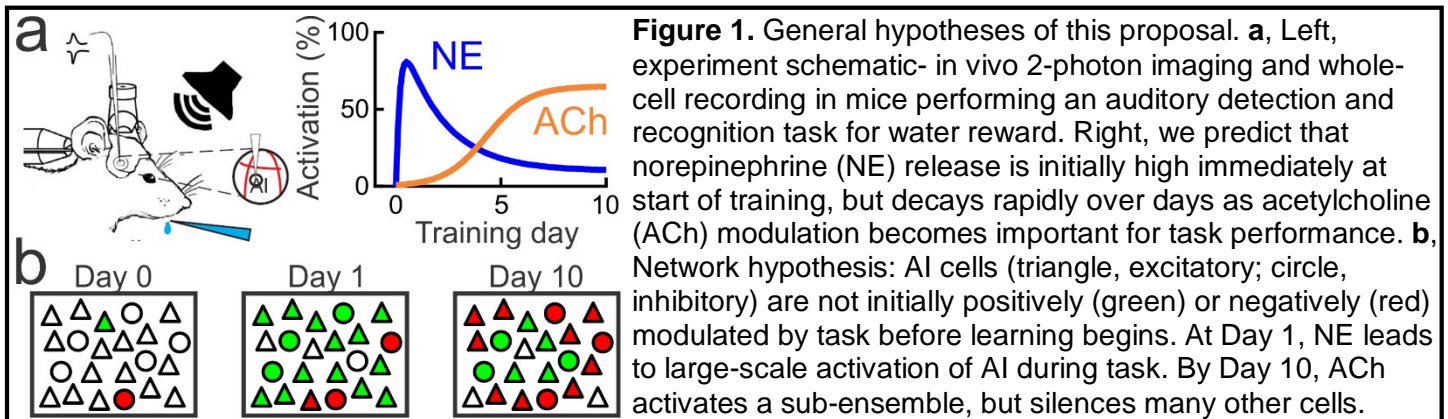 a
AI
Activation (%)
100
50
0
NE
ACh
0
5
10
Training day
b
Day 0
Day 1
Day 10
Figure 1. General hypotheses of this proposal. a, Left,
experiment schematic- in vivo 2-photon imaging and whole-
cell recording in mice performing an auditory detection and
recognition task for water reward. Right, we predict that
norepinephrine (NE) release is initially high immediately at
start of training, but decays rapidly over days as acetylcholine
(ACh) modulation becomes important for task performance. b,
Network hypothesis: AI cells (triangle, excitatory; circle,
inhibitory) are not initially positively (green) or negatively (red)
modulated by task before learning begins. At Day 1, NE leads
to large-scale activation of AI during task. By Day 10, ACh
activates a sub-ensemble, but silences many other cells.